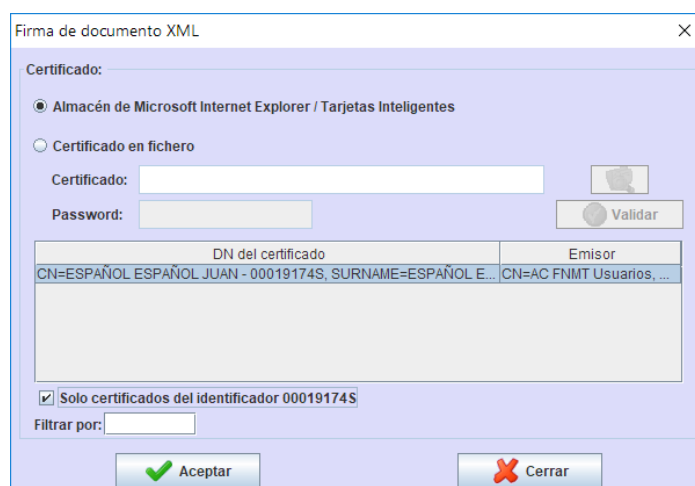 Firma de documento XML
Certificado:
Almacén de Microsoft Internet Explorer / Tarjetas Inteligentes
Certificado en fichero
Certificado:
Password:
Validar
DN del certificado Emisor
CN=ESPAÑOL ESPAÑOL JUAN - 00019174S, SURNAME=ESPAÑOL E... CN=AC FNMT Usuarios, ...
Solo certificados del identificador 00019174S
Filtrar por:
Aceptar Cerrar